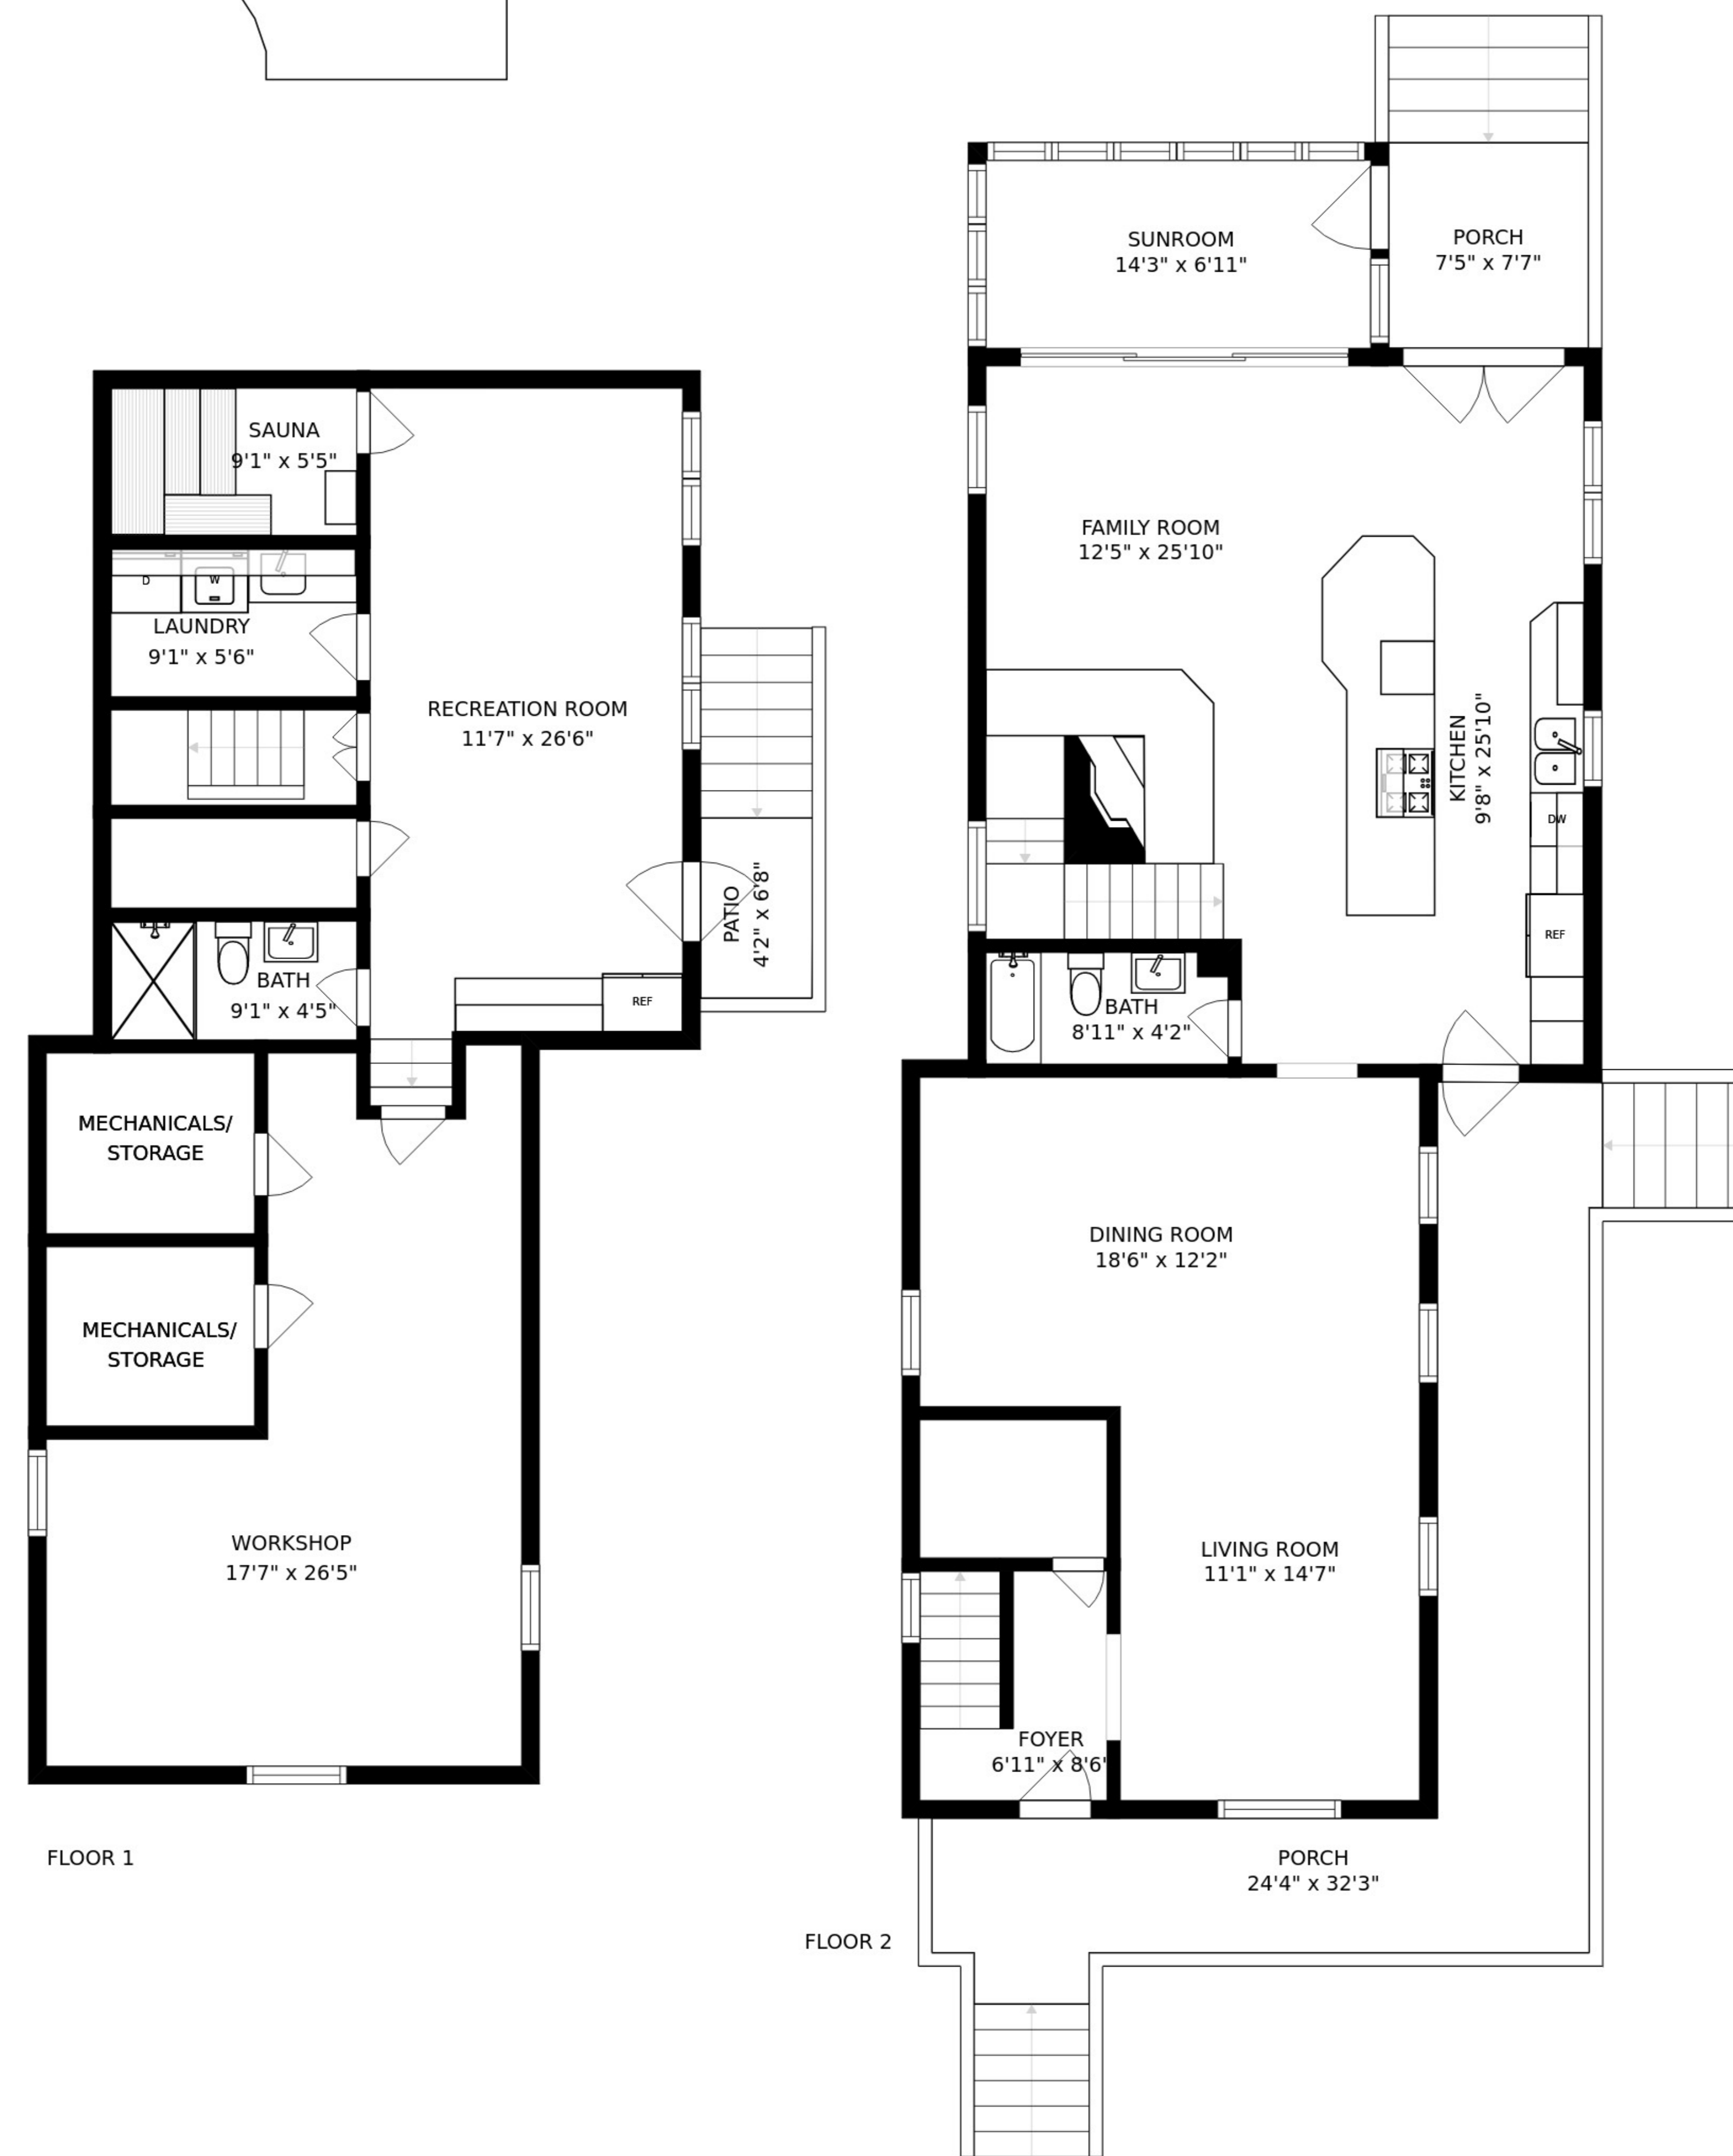 SAUNA
9'1" x 5'5"
D
W
LAUNDRY
9'1" x 5'6"
RECREATION ROOM
11'7" x 26'6"
PATIO
4'2" x 6'8"
BATH
9'1" x 4'5"
REF
MECHANICALS/
STORAGE
MECHANICALS/
STORAGE
WORKSHOP
17'7" x 26'5"
FLOOR 1
SUNROOM
14'3" x 6'11"
PORCH
7'5" x 7'7"
FAMILY ROOM
12'5" x 25'10"
KITCHEN
9'8" x 25'10"
DW
REF
BATH
8'11" x 4'2"
DINING ROOM
18'6" x 12'2"
LIVING ROOM
11'1" x 14'7"
FOYER
6'11" x 8'6"
PORCH
24'4" x 32'3"
FLOOR 2